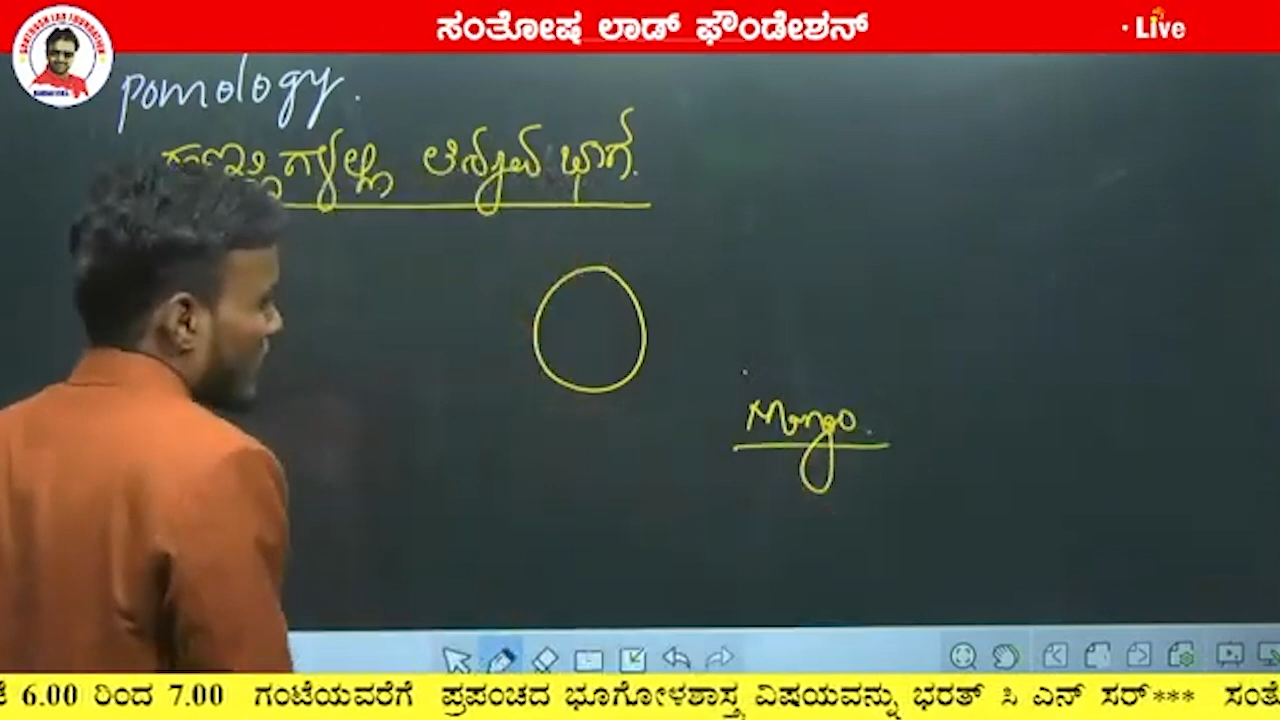 ಸಂತೋಷ ಲಾಡ್ ಫೌಂಡೇಶನ್
Live
pomology.
ಹಣ್ಣುಗಳಲ್ಲಿ ತಿನ್ನುವ ಭಾಗ.
Mango.
6.00 ರಿಂದ 7.00 ಗಂಟೆಯವರೆಗೆ ಪ್ರಪಂಚದ ಭೂಗೋಳಶಾಸ್ತ್ರ ವಿಷಯವನ್ನು ಭರತ್ ಸಿ ಎನ್ ಸರ್***